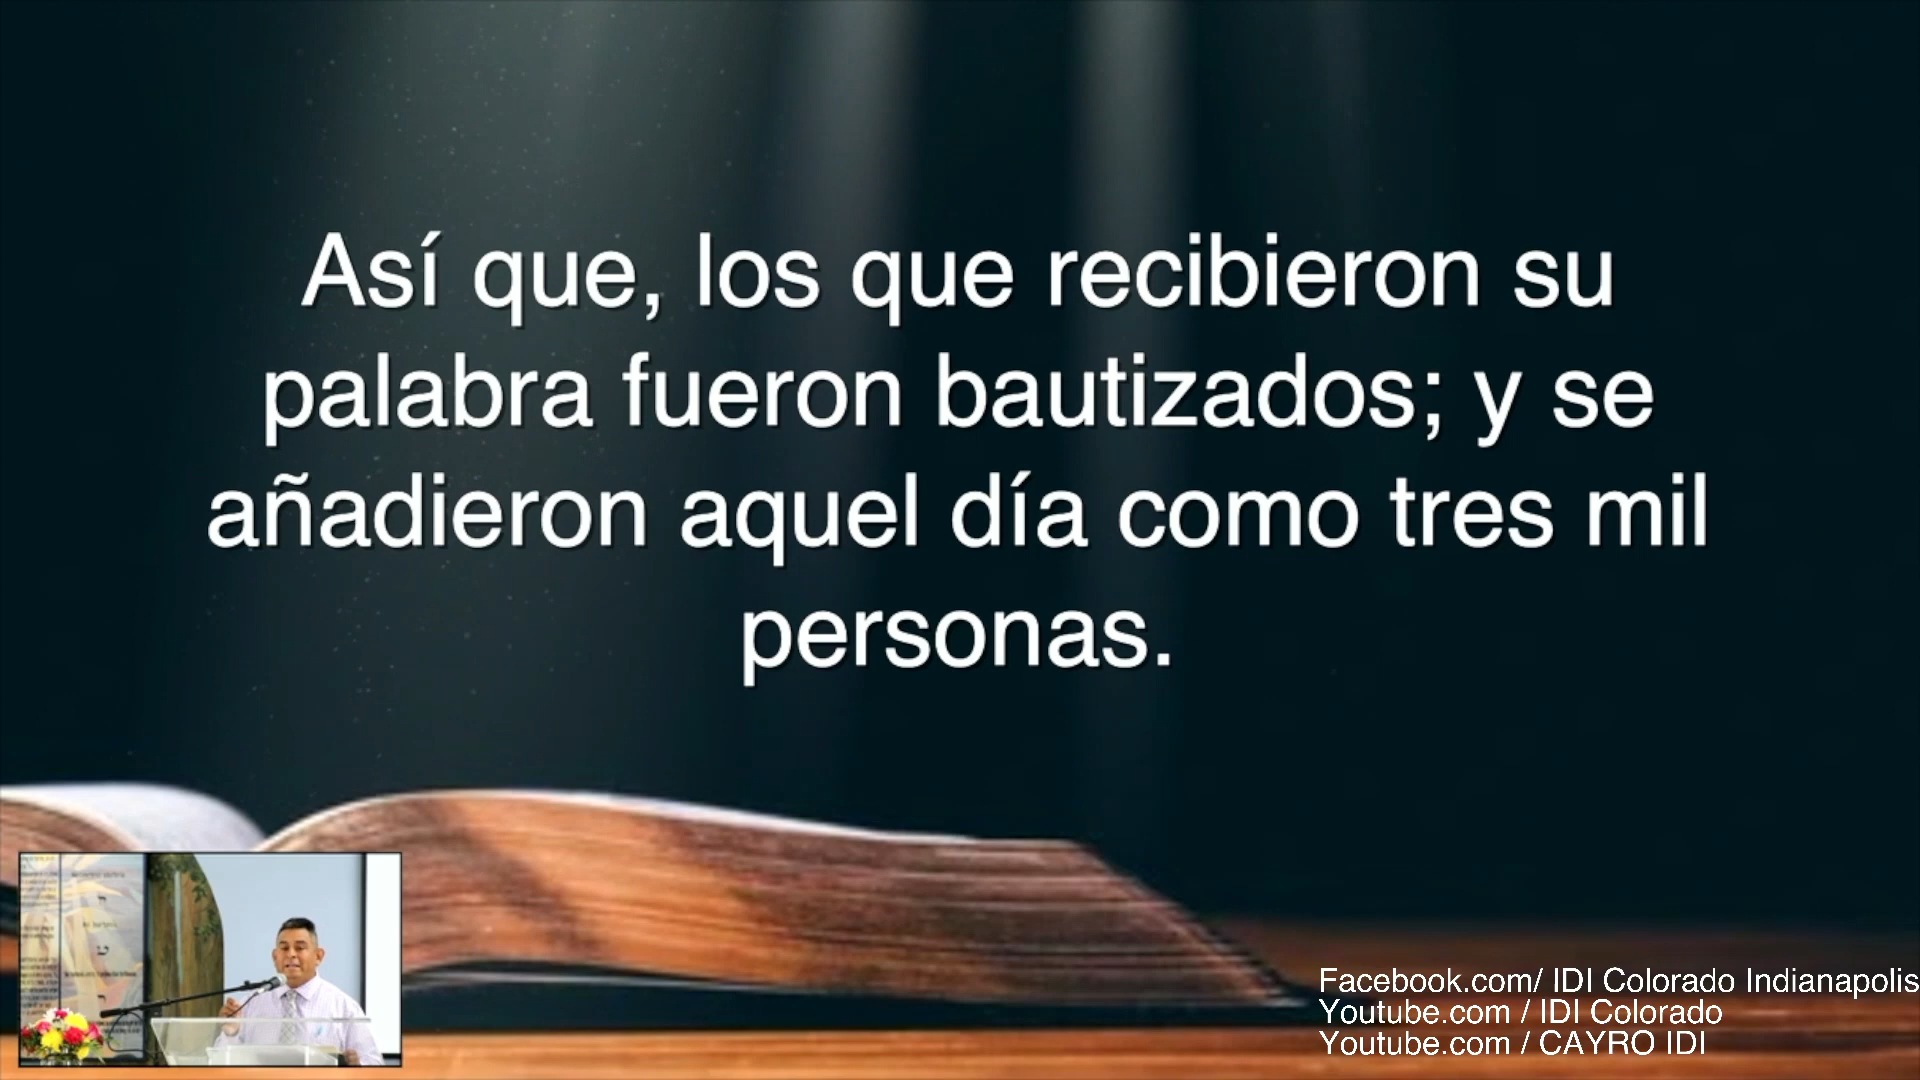 Así que, los que recibieron su
palabra fueron bautizados; y se
añadieron aquel día como tres mil
personas.
Facebook.com/ IDI Colorado Indianapolis
Youtube.com / IDI Colorado
Youtube.com / CAYRO IDI